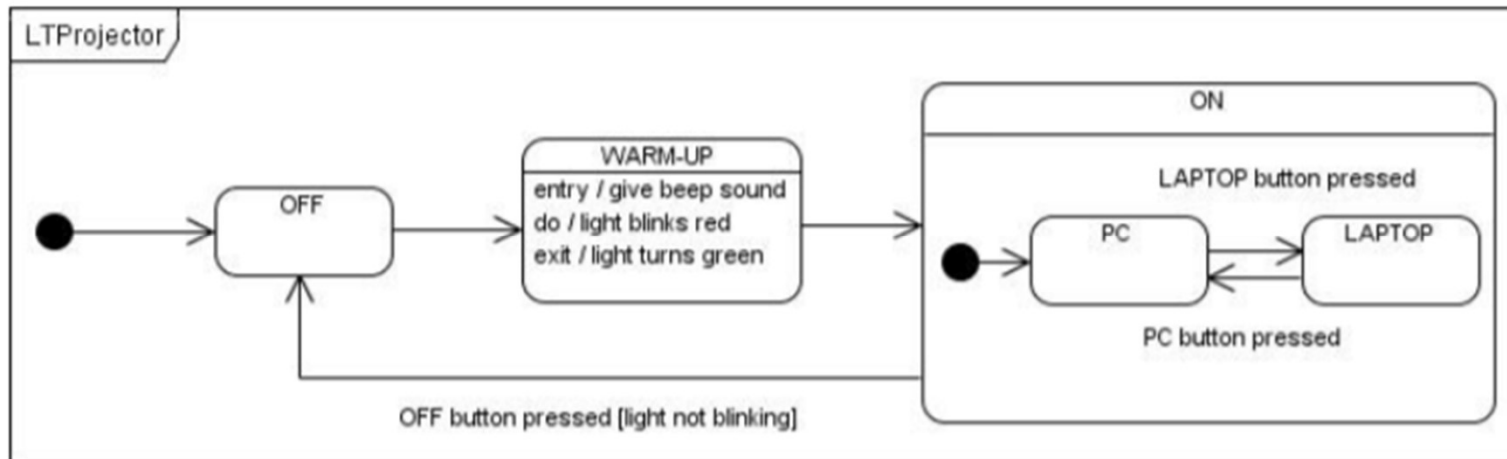 LTProjector
OFF
WARM-UP
entry / give beep sound
do / light blinks red
exit / light turns green
ON
LAPTOP button pressed
PC
LAPTOP
PC button pressed
OFF button pressed [light not blinking]